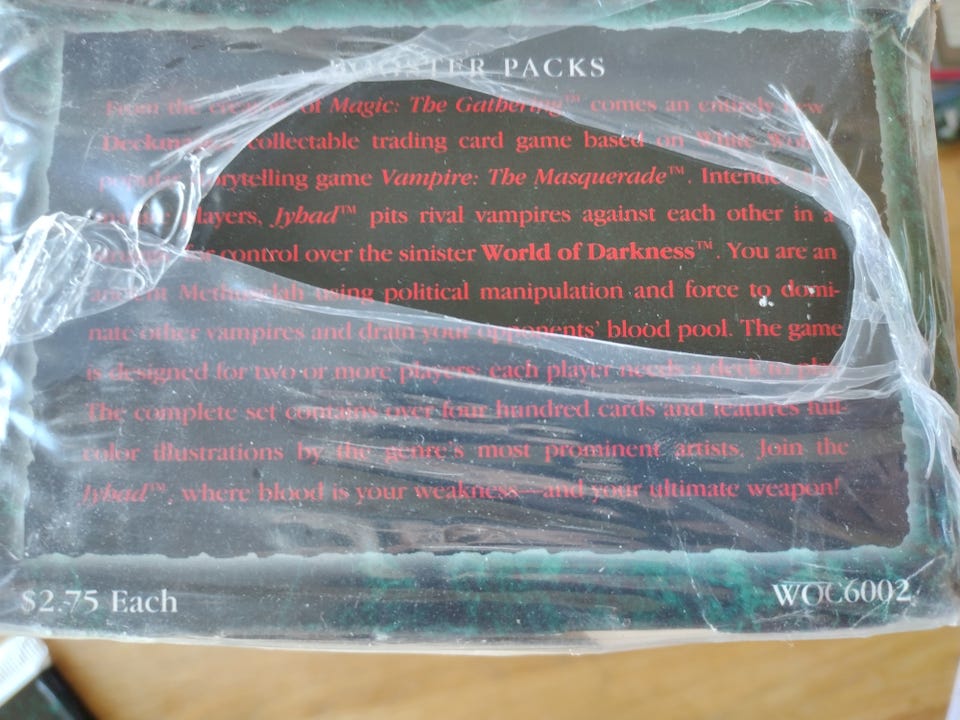 BOOSTER PACKS
From the creators of Magic: The Gathering™ comes an entirely new
Deckmaster collectable trading card game based on White Wolf's
popular storytelling game Vampire: The Masquerade™. Intended for
players, Jyhad™ pits rival vampires against each other in a
struggle for control over the sinister World of Darkness™. You are an
ancient Methuselah using political manipulation and force to domi-
nate other vampires and drain your opponents' blood pool. The game
is designed for two or more players; each player needs a deck to play.
The complete set contains over four hundred cards and features full-
color illustrations by the genre's most prominent artists. Join the
Jyhad™, where blood is your weakness—and your ultimate weapon!
$2.75 Each
WOC6002